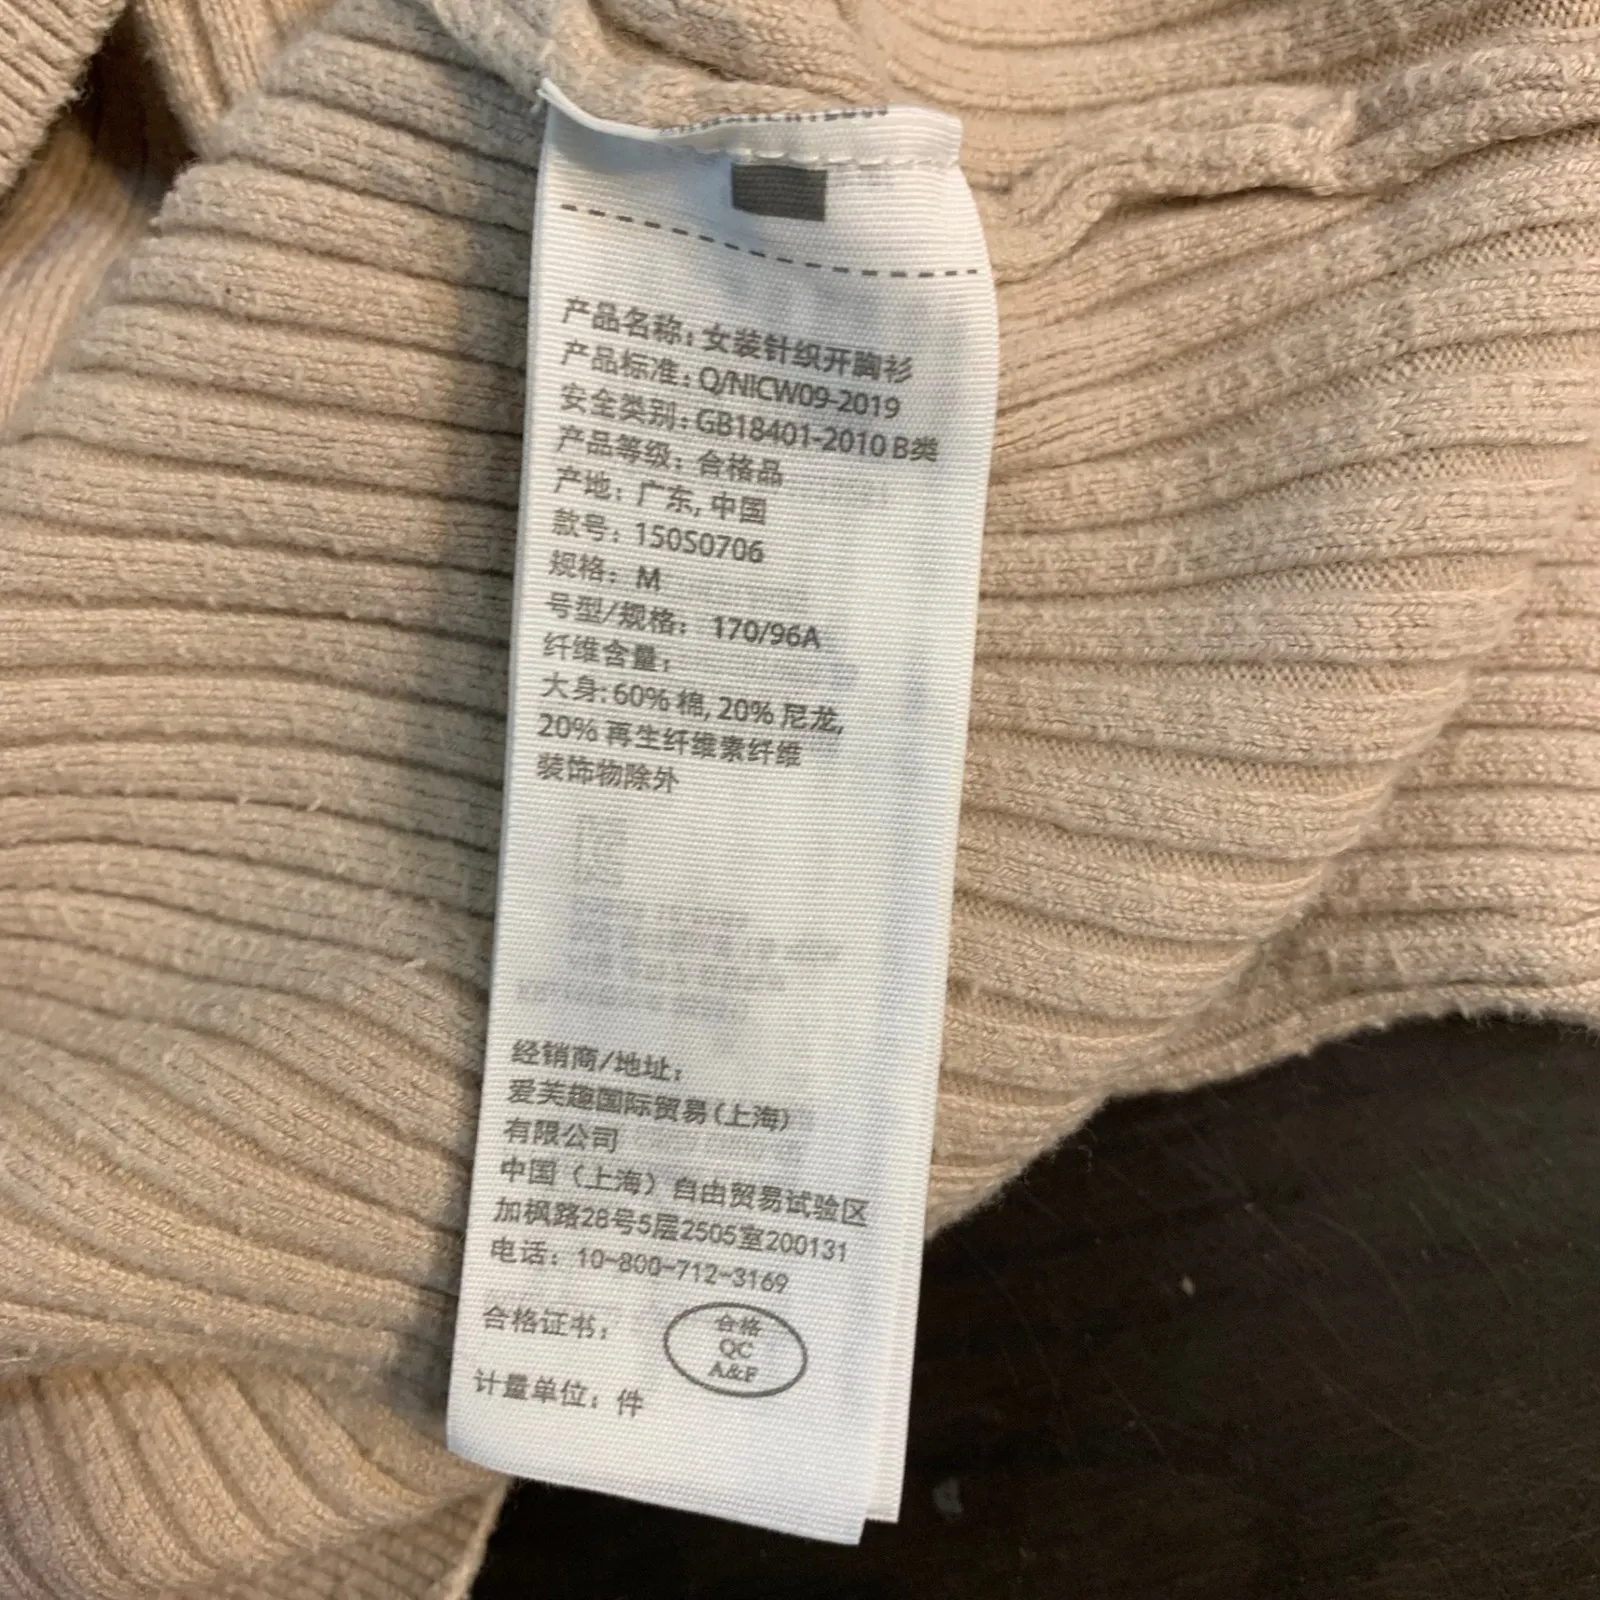 产品名称: 女装针织开胸衫
产品标准: Q/NICW09-2019
安全类别: GB18401-2010 B类
产品等级: 合格品
产地: 广东, 中国
款号: 150S0706
规格: M
号型/规格: 170/96A
纤维含量:
大身: 60% 棉, 20% 尼龙,
20% 再生纤维素纤维
装饰物除外
经销商/地址:
爱芙趣国际贸易(上海)
有限公司
中国（上海）自由贸易试验区
加枫路28号5层2505室200131
电话: 10-800-712-3169
合格证书:
合格
QC
A&F
计量单位: 件